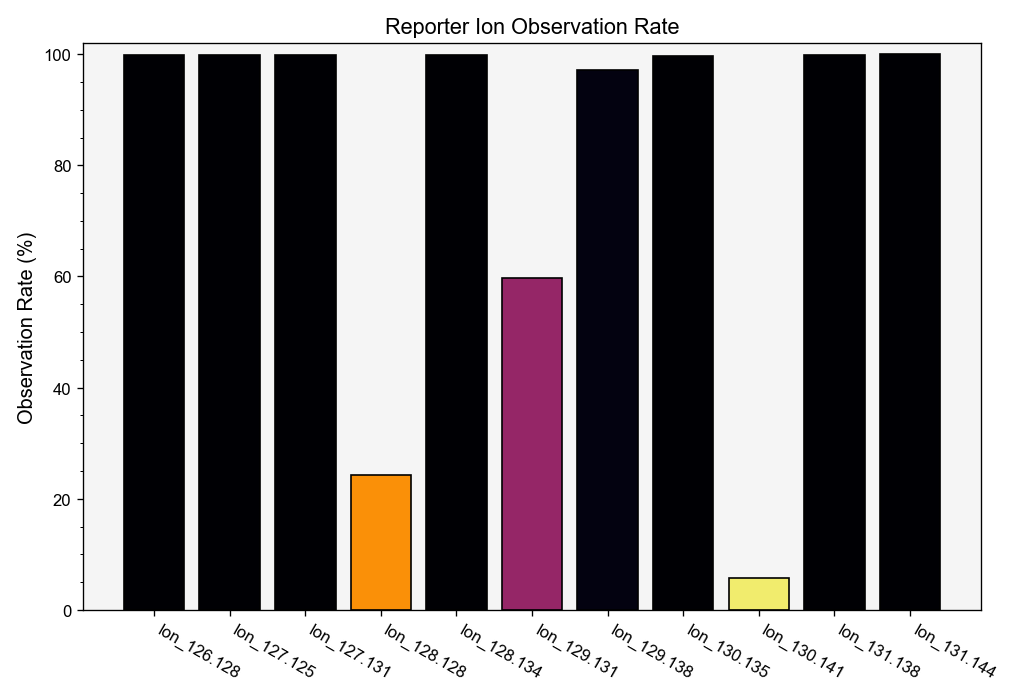 Reporter Ion Observation Rate
Observation Rate (%)
100
80
60
40
20
0
Ion_126.128
Ion_127.125
Ion_127.131
Ion_128.128
Ion_128.134
Ion_129.131
Ion_129.138
Ion_130.135
Ion_130.141
Ion_131.138
Ion_131.144